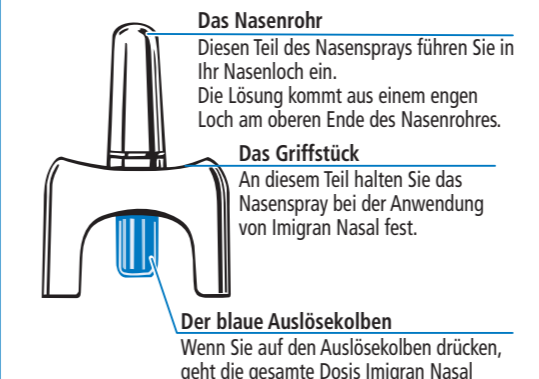 Das Nasenrohr
Diesen Teil des Nasensprays führen Sie in
Ihr Nasenloch ein.
Die Lösung kommt aus einem engen
Loch am oberen Ende des Nasenrohres.
Das Griffstück
An diesem Teil halten Sie das
Nasenspray bei der Anwendung
von Imigran Nasal fest.
Der blaue Auslösekolben
Wenn Sie auf den Auslösekolben drücken,
geht die gesamte Dosis Imigran Nasal